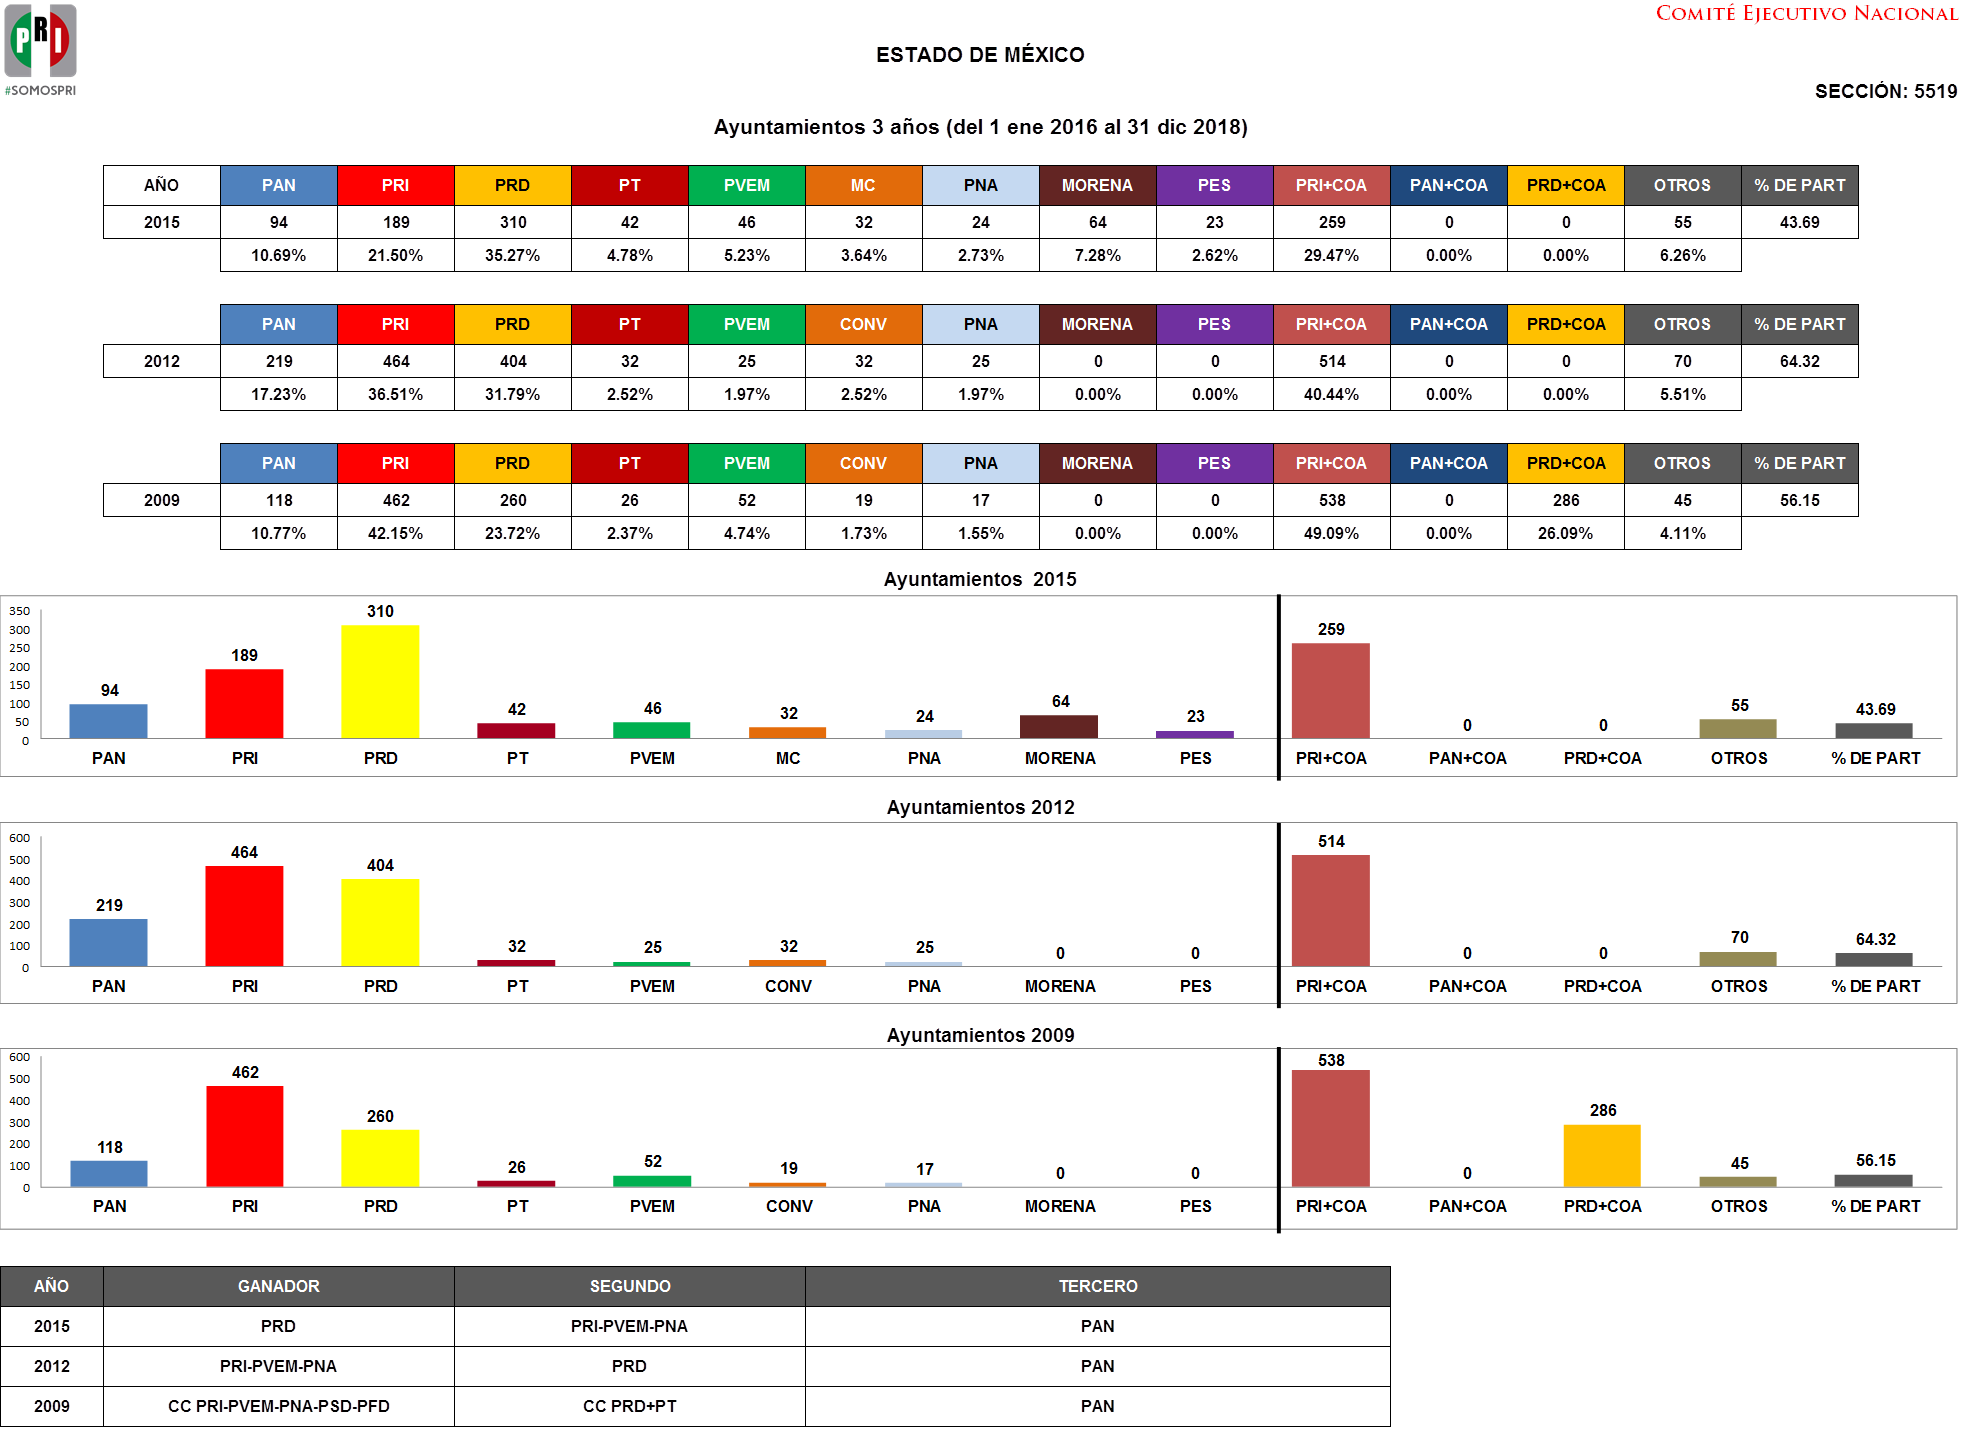 PRI
#SOMOSPRI
COMITÉ EJECUTIVO NACIONAL
ESTADO DE MÉXICO
SECCIÓN: 5519
Ayuntamientos 3 años (del 1 ene 2016 al 31 dic 2018)
AÑO PAN PRI PRD PT PVEM MC PNA MORENA PES PRI+COA PAN+COA PRD+COA OTROS % DE PART
2015 94 189 310 42 46 32 24 64 23 259 0 0 55 43.69
10.69% 21.50% 35.27% 4.78% 5.23% 3.64% 2.73% 7.28% 2.62% 29.47% 0.00% 0.00% 6.26%
PAN PRI PRD PT PVEM CONV PNA MORENA PES PRI+COA PAN+COA PRD+COA OTROS % DE PART
2012 219 464 404 32 25 32 25 0 0 514 0 0 70 64.32
17.23% 36.51% 31.79% 2.52% 1.97% 2.52% 1.97% 0.00% 0.00% 40.44% 0.00% 0.00% 5.51%
PAN PRI PRD PT PVEM CONV PNA MORENA PES PRI+COA PAN+COA PRD+COA OTROS % DE PART
2009 118 462 260 26 52 19 17 0 0 538 0 286 45 56.15
10.77% 42.15% 23.72% 2.37% 4.74% 1.73% 1.55% 0.00% 0.00% 49.09% 0.00% 26.09% 4.11%
Ayuntamientos 2015
350
300
250
200
150
100
50
0
94 189 310 42 46 32 24 64 23 259 0 0 55 43.69
PAN PRI PRD PT PVEM MC PNA MORENA PES PRI+COA PAN+COA PRD+COA OTROS % DE PART
Ayuntamientos 2012
600
500
400
300
200
100
0
219 464 404 32 25 32 25 0 0 514 0 0 70 64.32
PAN PRI PRD PT PVEM CONV PNA MORENA PES PRI+COA PAN+COA PRD+COA OTROS % DE PART
Ayuntamientos 2009
600
500
400
300
200
100
0
118 462 260 26 52 19 17 0 0 538 0 286 45 56.15
PAN PRI PRD PT PVEM CONV PNA MORENA PES PRI+COA PAN+COA PRD+COA OTROS % DE PART
AÑO GANADOR SEGUNDO TERCERO
2015 PRD PRI-PVEM-PNA PAN
2012 PRI-PVEM-PNA PRD PAN
2009 CC PRI-PVEM-PNA-PSD-PFD CC PRD+PT PAN